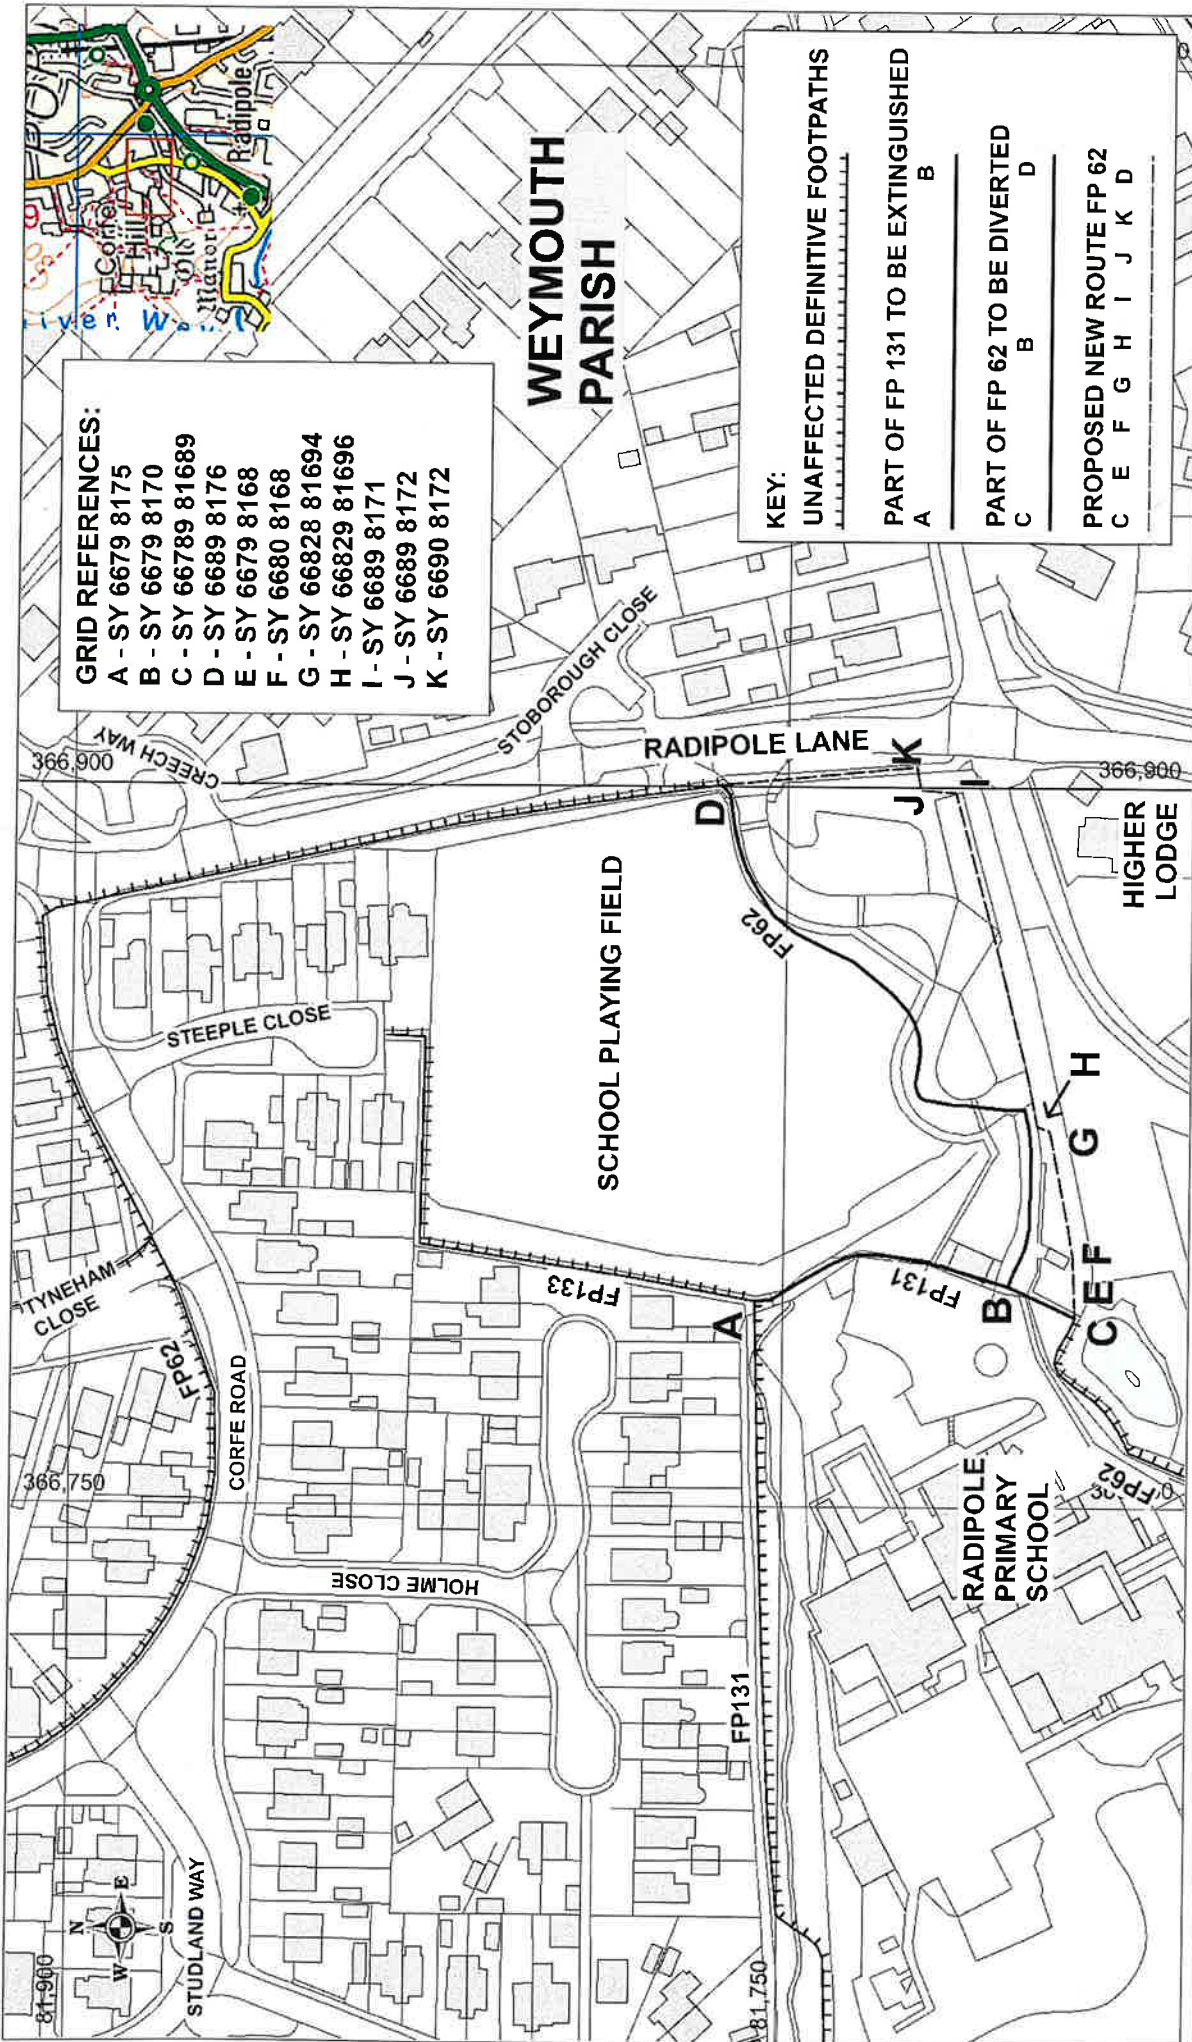 GRID REFERENCES:
A - SY 6679 8175
B - SY 6679 8170
C - SY 66789 81689
D - SY 6689 8176
E - SY 6679 8168
F - SY 6680 8168
G - SY 66828 81694
H - SY 66829 81696
I - SY 6689 8171
J - SY 6689 8172
K - SY 6690 8172
9
Corfe
Hill
Old
Manor
Radipole
WEYMOUTH
PARISH
KEY:
UNAFFECTED DEFINITIVE FOOTPATHS
PART OF FP 131 TO BE EXTINGUISHED
A B
PART OF FP 62 TO BE DIVERTED
C B D
PROPOSED NEW ROUTE FP 62
C E F G H I J K D
366,900
CREECH WAY
STOBOROUGH CLOSE
RADIPOLE LANE
K
J
I
366,900
HIGHER
LODGE
D
FP62
SCHOOL PLAYING FIELD
STEEPLE CLOSE
H
G
TYNEHAM
CLOSE
FP62
CORFE ROAD
FP133
A
FP131
B
C
E
F
366,750
HOLME CLOSE
FP131
RADIPOLE
PRIMARY
SCHOOL
FP62
N
W
E
S
81,900
STUDLAND WAY
81,750